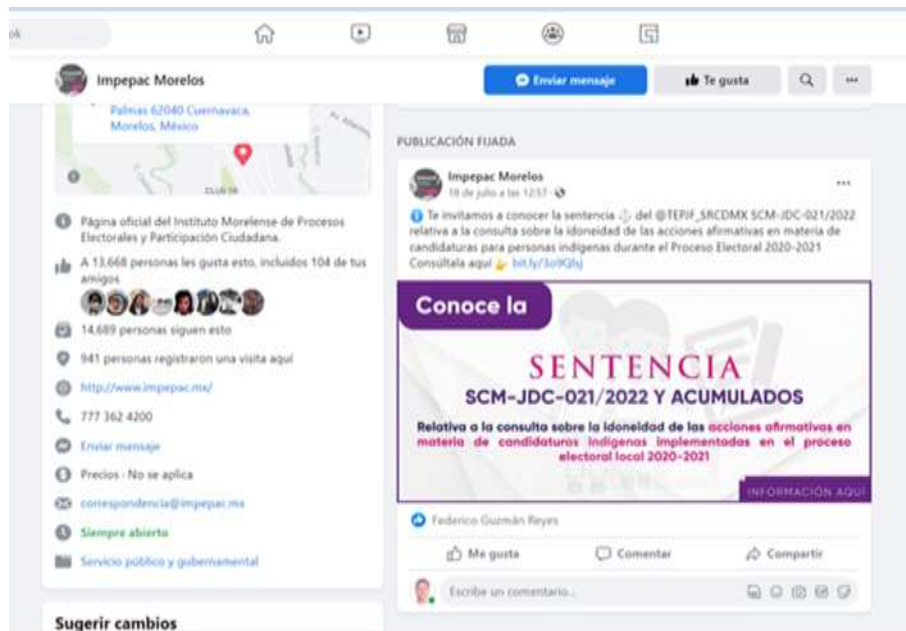 ok
Impepac Morelos
Enviar mensaje
Te gusta
Palmas 62040 Cuernavaca,
Morelos, México
Página oficial del Instituto Morelense de Procesos
Electorales y Participación Ciudadana.
A 13,668 personas les gusta esto, incluidos 104 de tus
amigos
14,689 personas siguen esto
941 personas registraron una visita aquí
http://www.impepac.mx/
777 362 4200
Enviar mensaje
Precios · No se aplica
correspondencia@impepac.mx
Siempre abierto
Servicio público y gubernamental
Sugerir cambios
PUBLICACIÓN FIJADA
Impepac Morelos
18 de julio a las 12:57 ·
Te invitamos a conocer la sentencia del @TEPJF_SRCDMX SCM-JDC-021/2022
relativa a la consulta sobre la idoneidad de las acciones afirmativas en materia de
candidaturas para personas indígenas durante el Proceso Electoral 2020-2021
Consúltala aquí
Conoce la
SENTENCIA
SCM-JDC-021/2022 Y ACUMULADOS
Relativa a la consulta sobre la idoneidad de las acciones afirmativas en
materia de candidaturas indígenas implementadas en el proceso
electoral local 2020-2021
INFORMACIÓN AQUÍ
Federico Guzmán Reyes
Me gusta
Comentar
Compartir
Escribe un comentario...